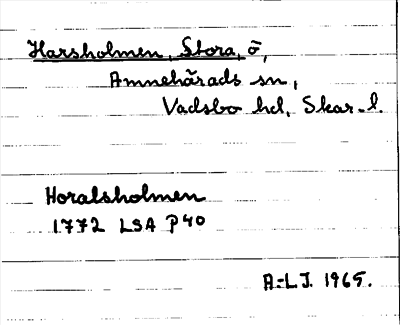 Harsholmen, Stora, ö,
Amnehärads sn,
Vadsbo hd, Skar. l.
Horalsholmen
1772 LSA P40
A-L J. 1965.